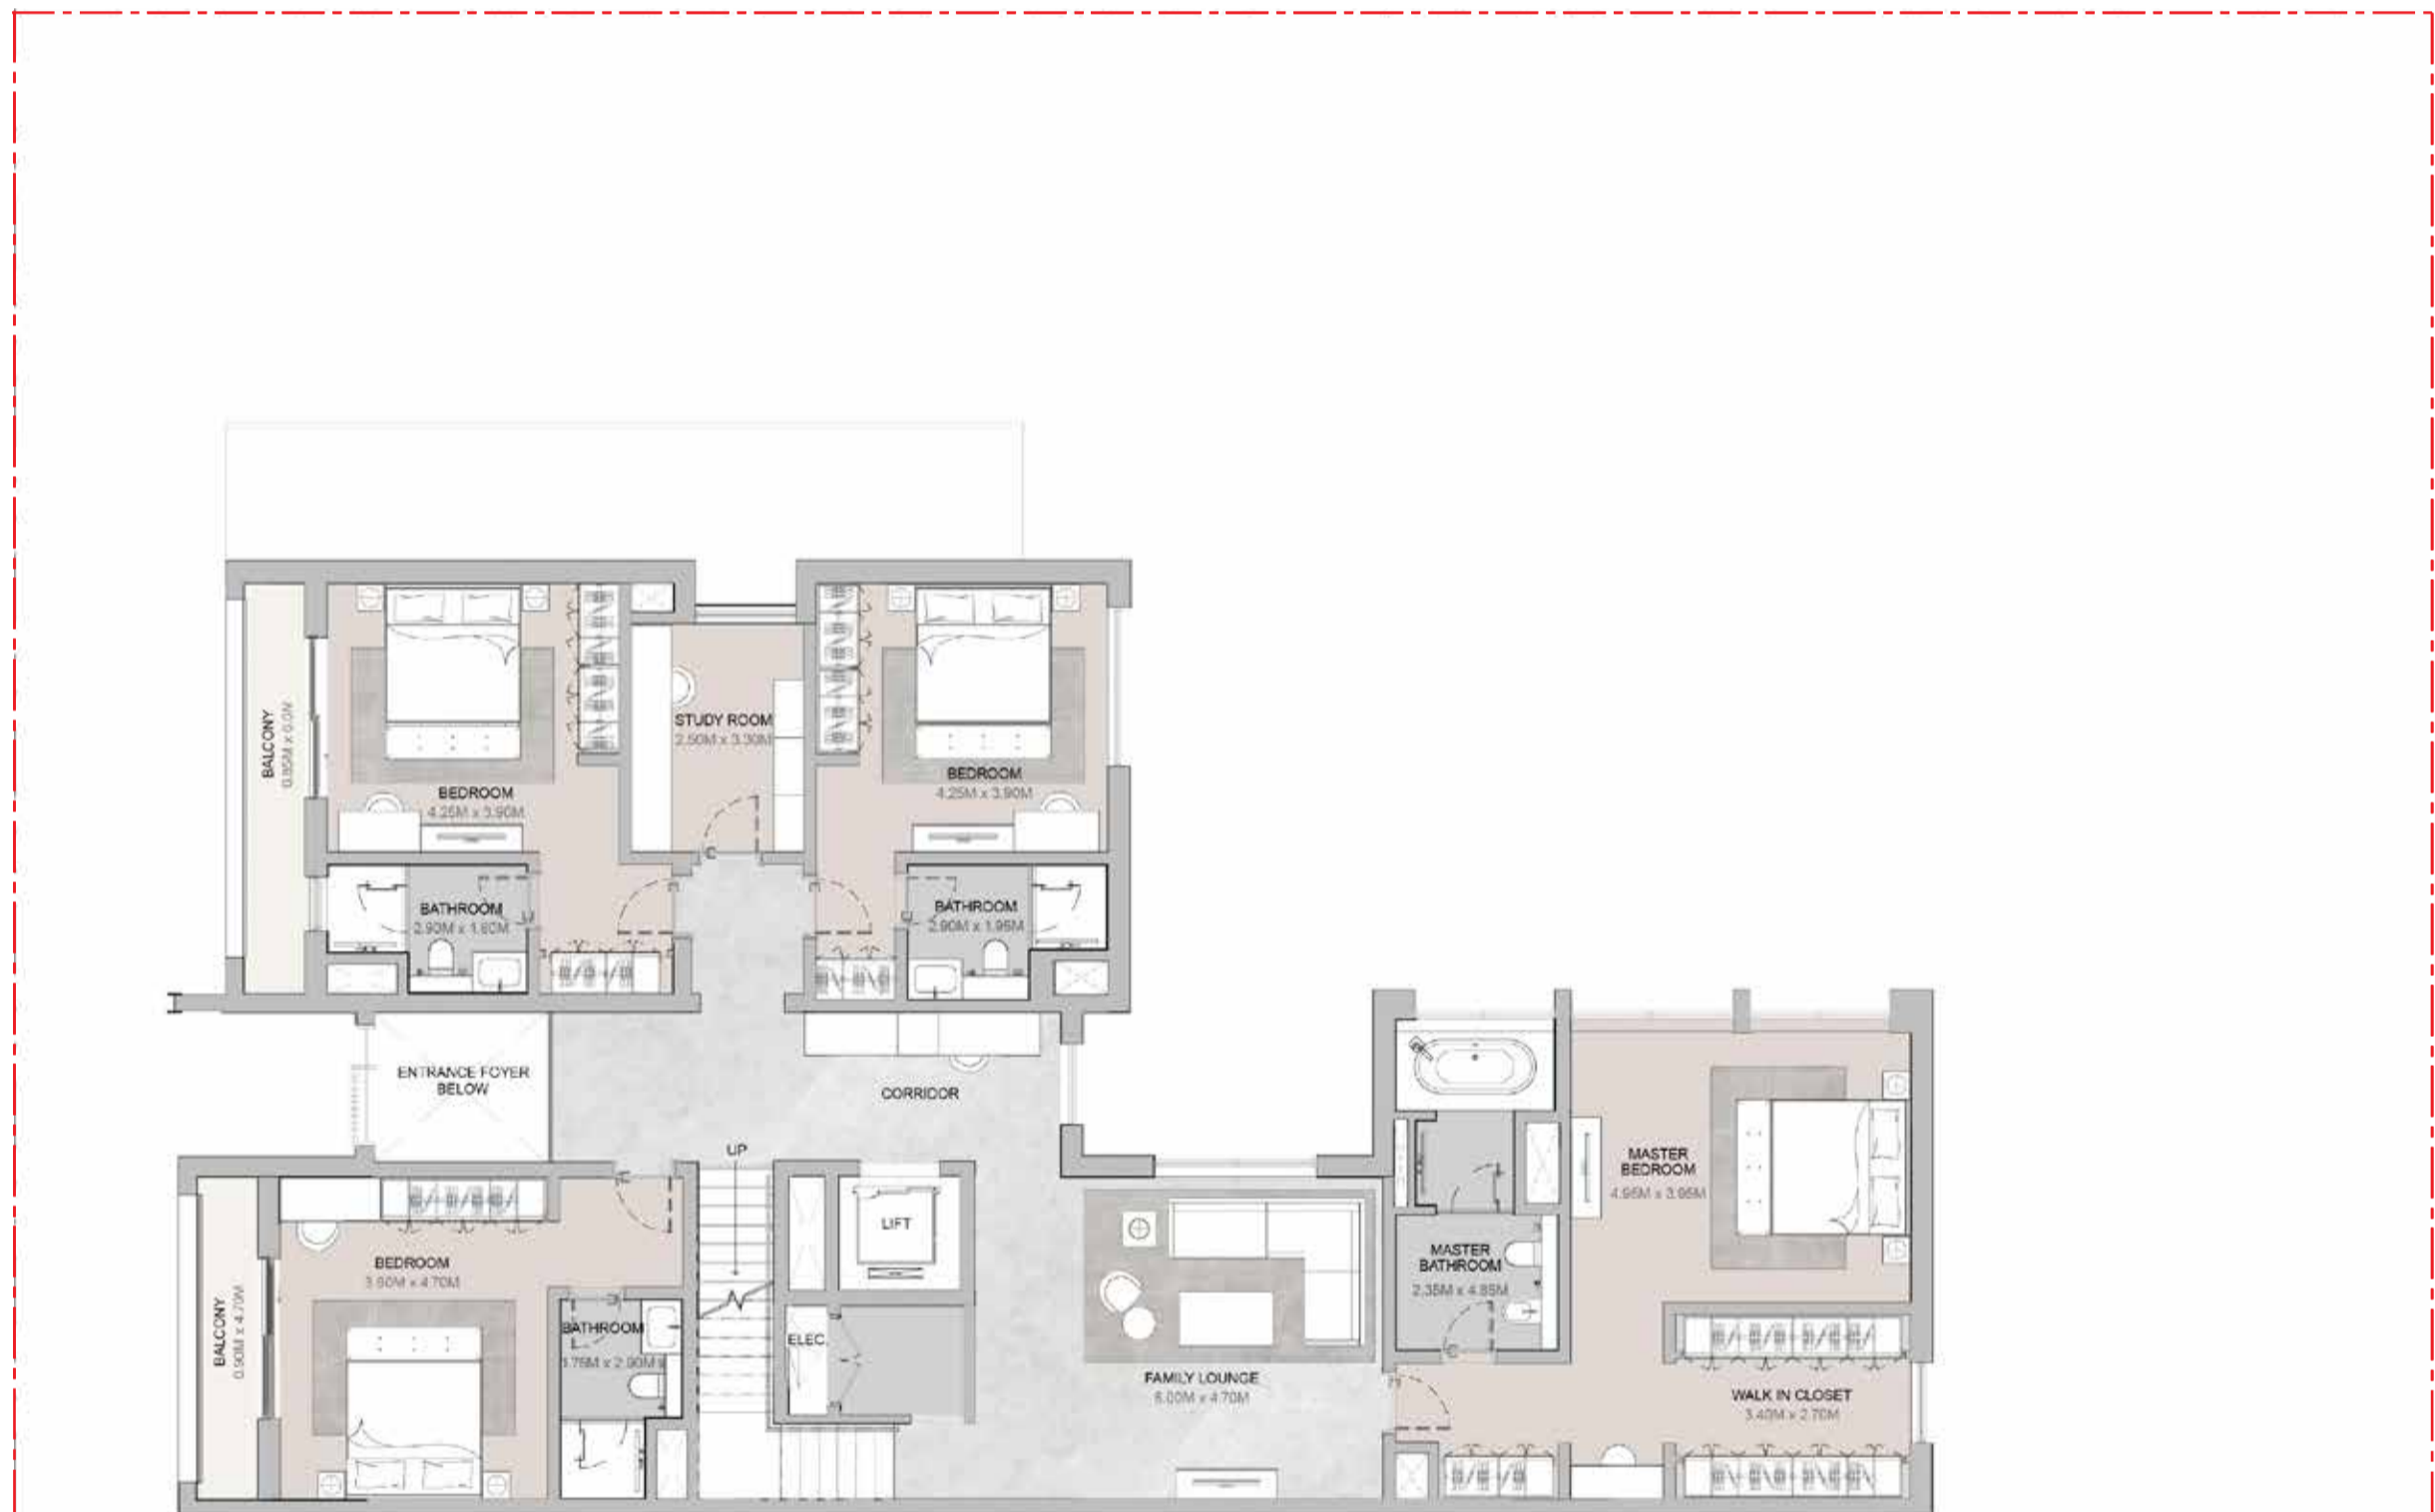 BALCONY
0.85M x 0.0M
BEDROOM
4.25M x 3.90M
STUDY ROOM
2.50M x 3.30M
BEDROOM
4.25M x 3.90M
BATHROOM
2.90M x 1.80M
BATHROOM
2.90M x 1.95M
ENTRANCE FOYER
BELOW
CORRIDOR
UP
LIFT
MASTER
BEDROOM
4.95M x 3.95M
BALCONY
0.90M x 4.70M
BEDROOM
3.90M x 4.70M
BATHROOM
1.75M x 2.90M
ELEC.
MASTER
BATHROOM
2.35M x 4.85M
FAMILY LOUNGE
5.00M x 4.70M
WALK IN CLOSET
3.40M x 2.70M